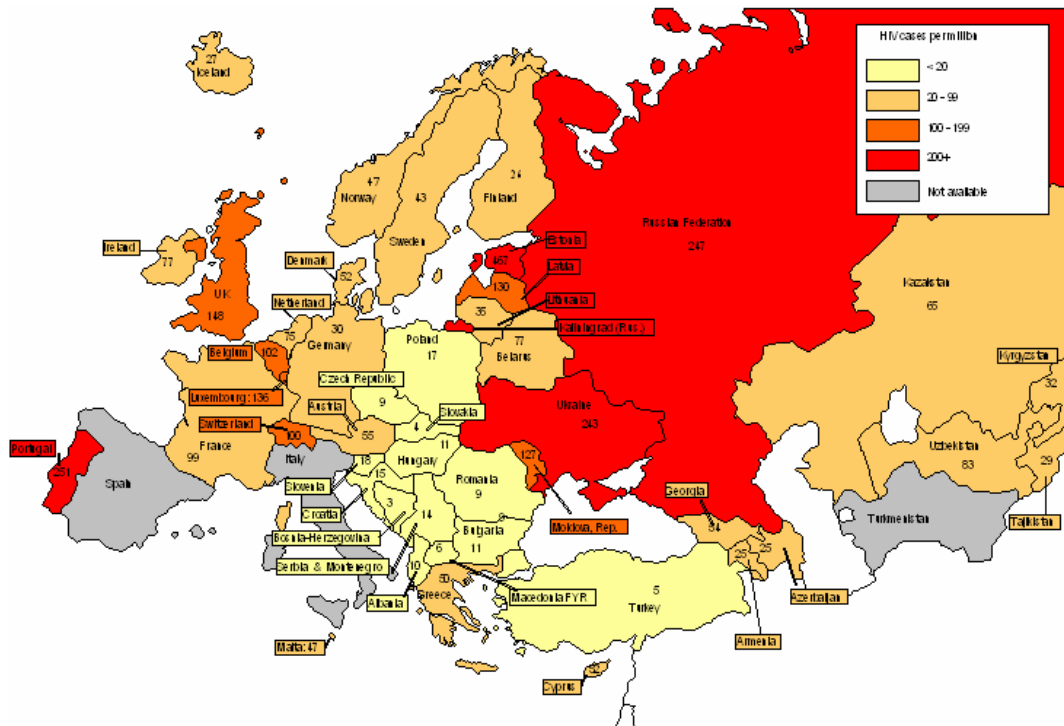 HIV cases per million
< 20
20 - 99
100 - 199
200+
Not available
27
Iceland
47
Norway
43
Sweden
Finland
Russian Federation
247
Estonia
467
Latvia
130
Lithuania
35
Kaliningrad (Rus.)
77
Belarus
Ireland
77
UK
148
Denmark
52
Netherland
75
30
Germany
Poland
17
Belgium
102
Luxembourg: 136
Czech Republic
9
Slovakia
4
Austria
55
Switzerland
100
France
99
Portugal
251
Spain
Italy
Ukraine
243
Kazakstan
65
Kyrgyzstan
32
Uzbekistan
83
29
Tajikistan
Turkmenistan
11
Hungary
18
Slovenia
15
Croatia
3
Bosnia-Herzegovina
14
Serbia & Montenegro
Romania
9
127
Moldova, Rep.
Bulgaria
11
6
Macedonia FYR
10
Albania
50
Greece
Malta: 47
5
Turkey
Cyprus
Georgia
25
25
Azerbaijan
Armenia